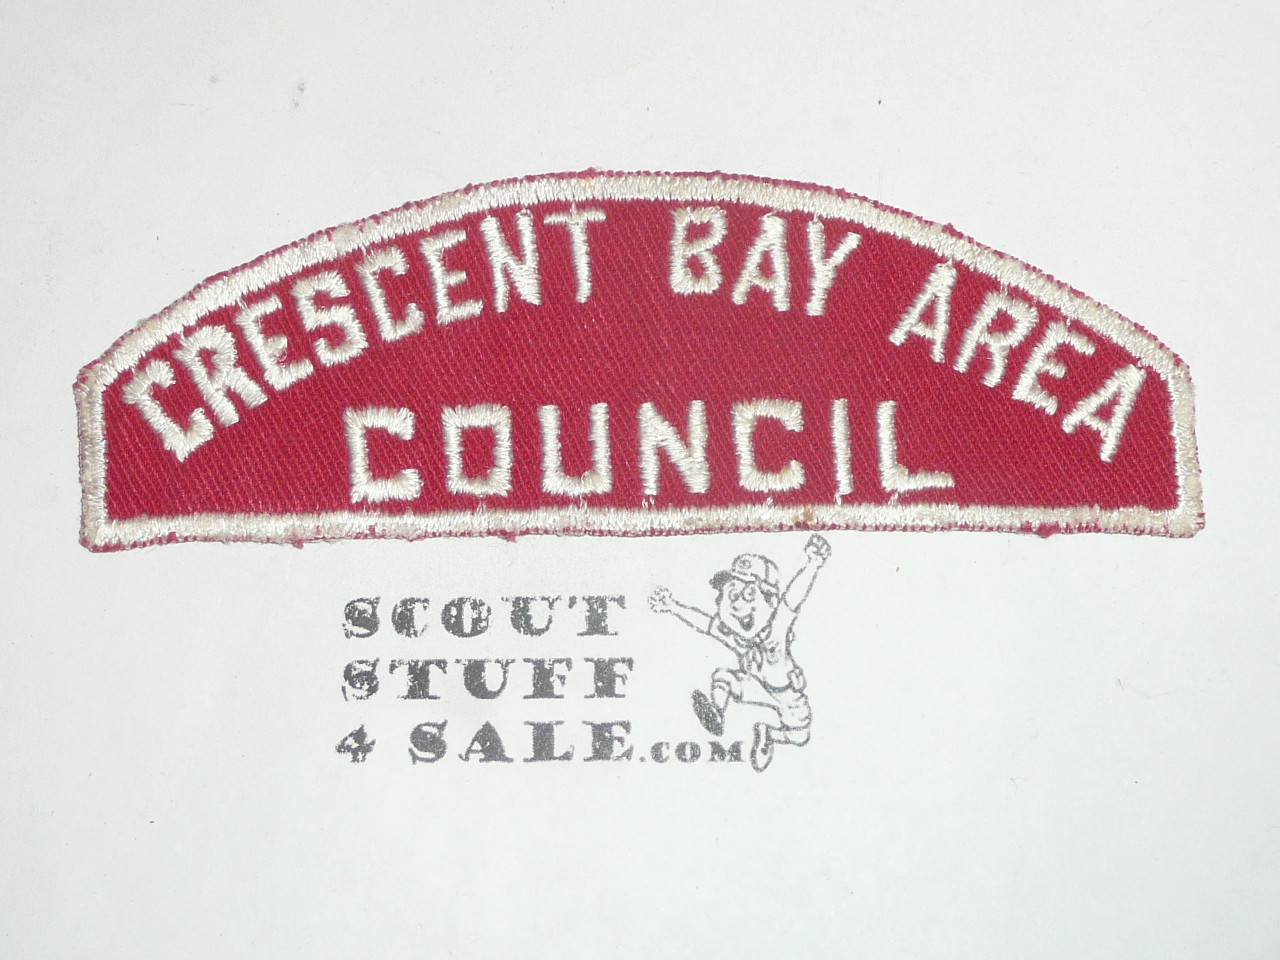 CRESCENT BAY AREA
COUNCIL
SCOUT
STUFF
4 SALE.COM